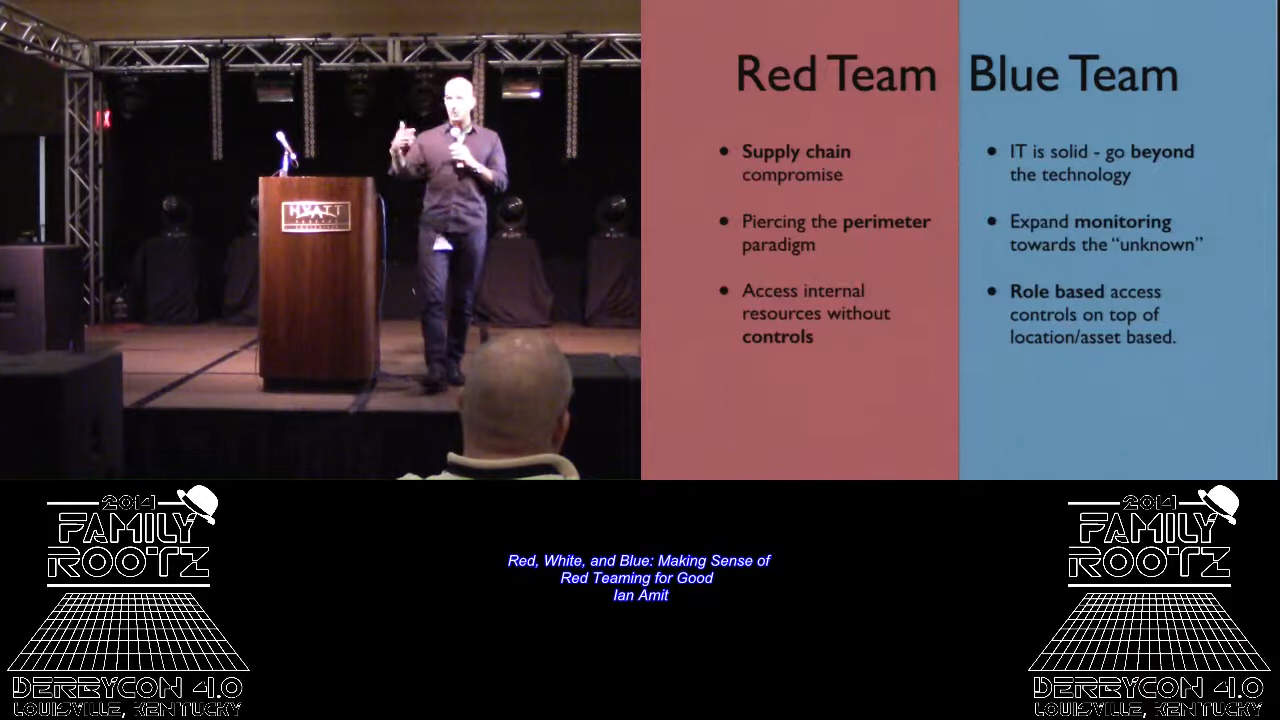 HYATT
Red Team
Supply chain
compromise
Piercing the perimeter
paradigm
Access internal
resources without
controls
Blue Team
IT is solid - go beyond
the technology
Expand monitoring
towards the “unknown”
Role based access
controls on top of
location/asset based.
2014
FAMILY
ROOTZ
DERBYCON 4.0
LOUISVILLE, KENTUCKY
Red, White, and Blue: Making Sense of
Red Teaming for Good
Ian Amit
2014
FAMILY
ROOTZ
DERBYCON 4.0
LOUISVILLE, KENTUCKY